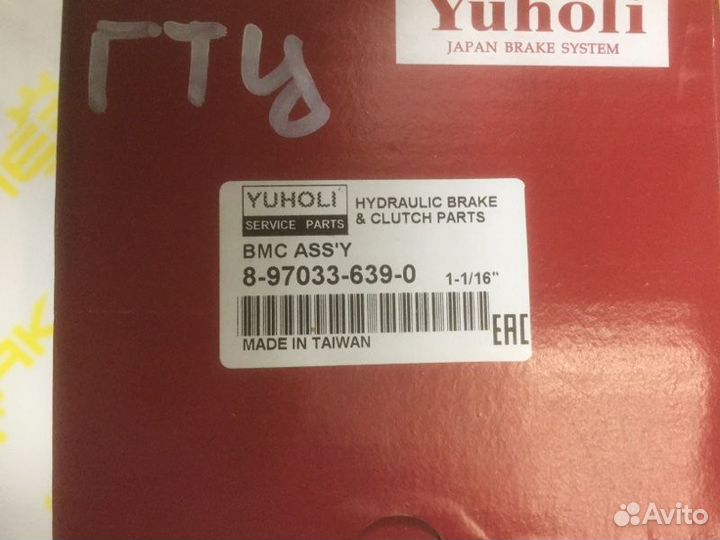 Yuholi
JAPAN BRAKE SYSTEM
ГТЦ
YUHOLI
SERVICE PARTS
HYDRAULIC BRAKE
& CLUTCH PARTS
BMC ASS'Y
8-97033-639-0 1-1/16"
EAC
MADE IN TAIWAN
Avito